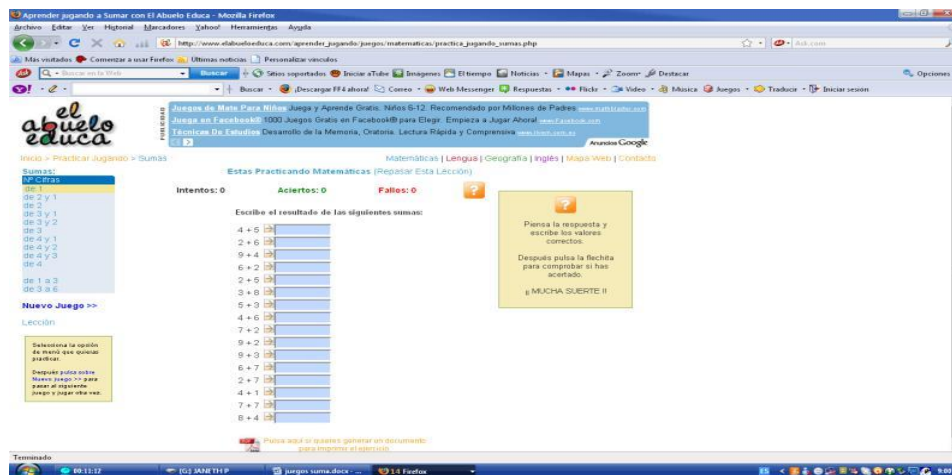 Aprender jugando a Sumar con El Abuelo Educa - Mozilla Firefox
Archivo Editar Ver Historial Marcadores Yahoo! Herramientas Ayuda
http://www.elabueloeduca.com/aprender_jugando/juegos/matematicas/practica_jugando_sumas.php
Ask.com
Más visitados Comenzar a usar Firefox Últimas noticias Personalizar vínculos
Buscar en la Web Buscar Sitios soportados Iniciar aTube Imágenes El tiempo Noticias Mapas Zoom Destacar Opciones
Buscar ¡Descargar FF4 ahora! Correo Web Messenger Respuestas Flickr Video Música Juegos Traducir Iniciar sesión
el abuelo educa
PUBLICIDAD
Juegos de Mate Para Niños Juega y Aprende Gratis. Niños 6-12. Recomendado por Millones de Padres
Juega en Facebook® 1000 Juegos Gratis en Facebook® para Elegir. Empieza a Jugar Ahora! www.Facebook.com
Técnicas De Estudios Desarrollo de la Memoria, Oratoria. Lectura Rápida y Comprensiva
Anuncios Google
Inicio > Practicar Jugando > Sumas
Matemáticas | Lengua | Geografía | Inglés | Mapa Web | Contacto
Sumas:
Nº Cifras
de 1
de 2 y 1
de 2
de 3 y 1
de 3 y 2
de 3
de 4 y 1
de 4 y 2
de 4 y 3
de 4
de 1 a 3
de 3 a 6
Nuevo Juego >>
Lección
Selecciona la opción
de menú que quieras
practicar.
Después pulsa sobre
Nuevo juego >> para
pasar al siguiente
juego y jugar otra vez.
Estas Practicando Matemáticas (Repasar Esta Lección)
Intentos: 0 Aciertos: 0 Fallos: 0 ?
Escribe el resultado de las siguientes sumas:
4 + 5
2 + 6
9 + 4
6 + 2
2 + 5
3 + 8
5 + 3
4 + 6
7 + 2
9 + 2
9 + 3
6 + 7
2 + 7
4 + 1
7 + 7
8 + 4
Pulsa aquí si quieres generar un documento
para imprimir el ejercicio
?
Piensa la respuesta y
escribe los valores
correctos.
Después pulsa la flechita
para comprobar si has
acertado.
¡¡ MUCHA SUERTE !!
Terminado
00:11:12 (G) JANETH P juegos suma.docx - ... 14 Firefox ES